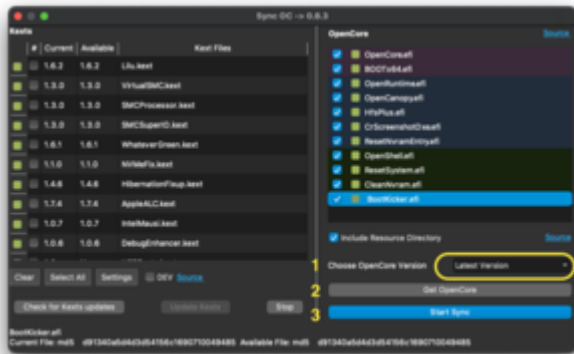 Sync OC -> 0.6.3
Kexts
# Current Available Kext Files
1.6.2 1.6.2 Lilu.kext
1.3.0 1.3.0 VirtualSMC.kext
1.3.0 1.3.0 SMCProcessor.kext
1.3.0 1.3.0 SMCSuperIO.kext
1.6.1 1.6.1 WhateverGreen.kext
1.1.0 1.1.0 NVMeFix.kext
1.4.6 1.4.6 HibernationFixup.kext
1.7.4 1.7.4 AppleALC.kext
1.0.7 1.0.7 IntelMausi.kext
1.0.6 1.0.6 DebugEnhancer.kext
Clear Select All Settings DEV Source
Check for Kexts updates Update Kexts Stop
OpenCore Source
OpenCore.efi
BOOTx64.efi
OpenRuntime.efi
OpenCanopy.efi
HfsPlus.efi
CrScreenshotDxe.efi
ResetNvramEntry.efi
OpenShell.efi
ResetSystem.efi
CleanNvram.efi
BootKicker.efi
Include Resource Directory Source
1 Choose OpenCore Version Latest Version
2 Get OpenCore
3 Start Sync
BootKicker.efi
Current File: md5 Available File: md5